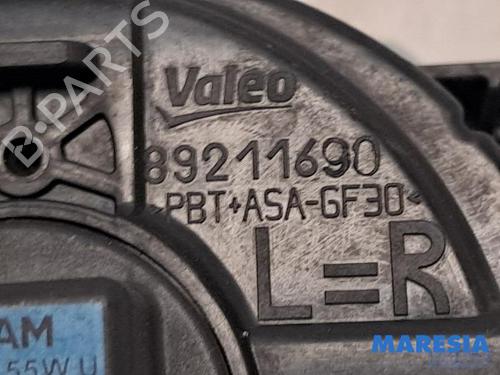 Valeo
89211690
>PBT+ASA-GF30<
L=R
AM
55W U
B-PARTS
MARESIA